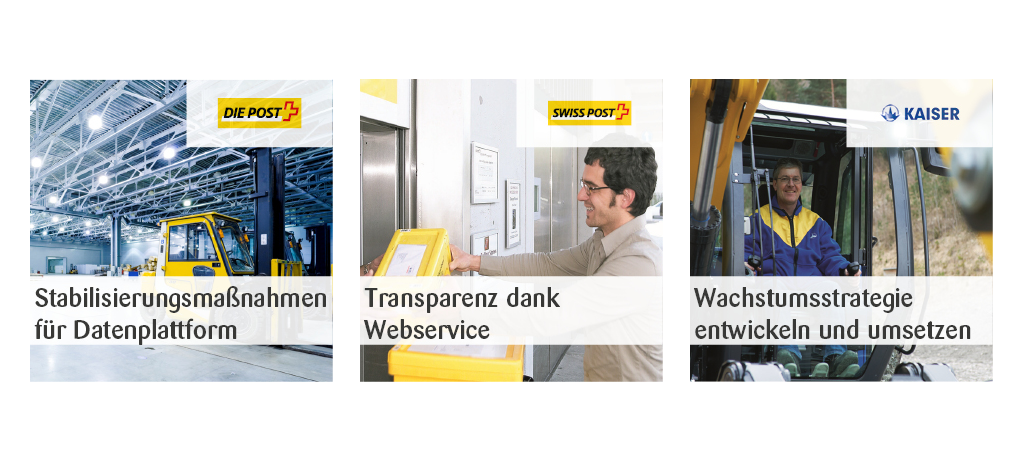 DIE POST
Stabilisierungsmaßnahmen
für Datenplattform
SWISS POST
Transparenz dank
Webservice
KAISER
Wachstumsstrategie
entwickeln und umsetzen